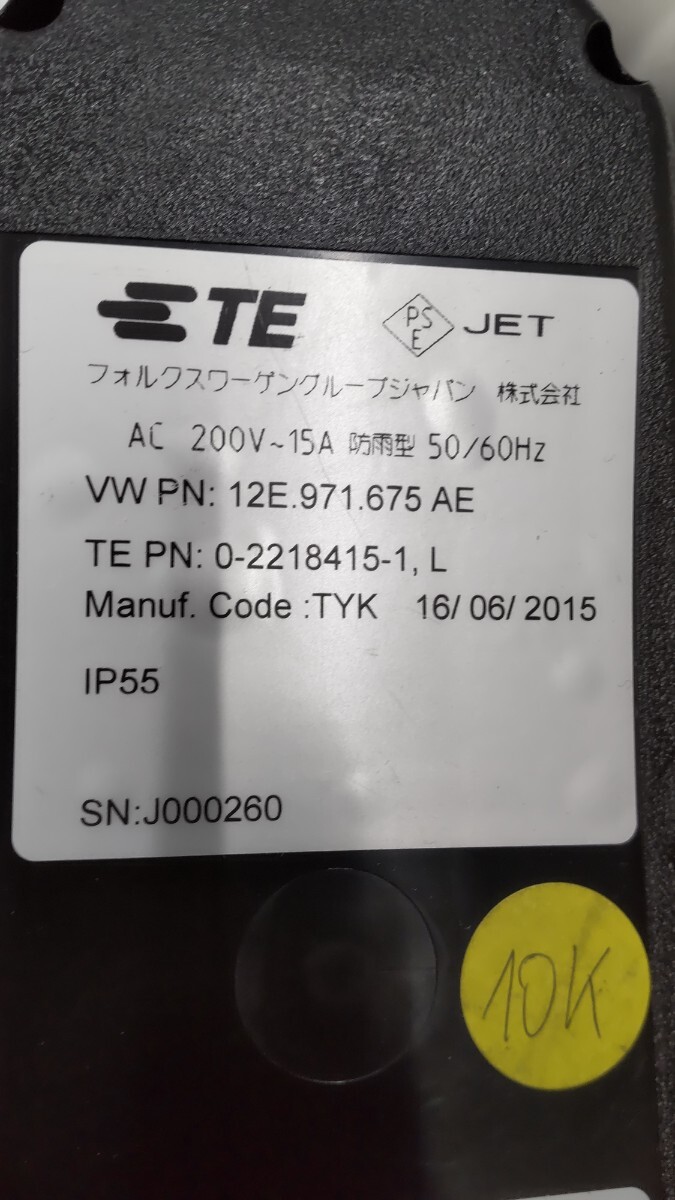 TE PSE JET
フォルクスワーゲングループジャパン 株式会社
AC 200V~15A 防雨型 50/60Hz
VW PN: 12E.971.675 AE
TE PN: 0-2218415-1, L
Manuf. Code :TYK 16/ 06/ 2015
IP55
SN:J000260
10K